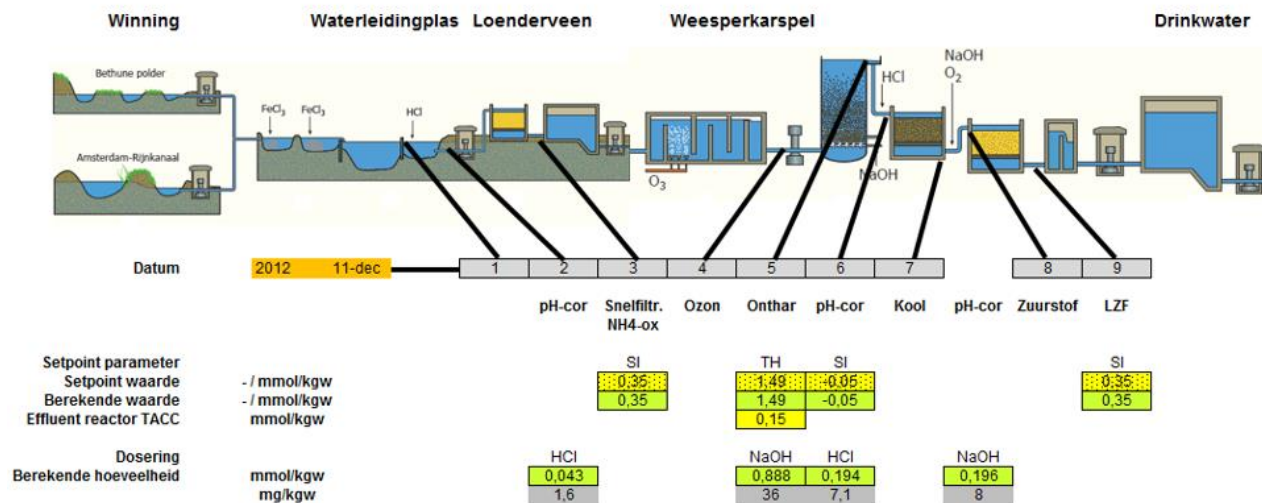 Winning Waterleidingplas Loenderveen Weesperkarspel Drinkwater
Bethune polder
FeCl3 FeCl3 HCl
HCl
NaOH
O2
Amsterdam-Rijnkanaal
O3
NaOH
Datum 2012 11-dec 1 2 3 4 5 6 7 8 9
pH-cor Snelfiltr. Ozon Onthar pH-cor Kool pH-cor Zuurstof LZF
NH4-ox
Setpoint parameter SI TH SI SI
Setpoint waarde - / mmol/kgw 0,35 1,49 -0,05 0,35
Berekende waarde - / mmol/kgw 0,35 1,49 -0,05 0,35
Effluent reactor TACC mmol/kgw 0,15
Dosering HCl NaOH HCl NaOH
Berekende hoeveelheid mmol/kgw 0,043 0,888 0,194 0,196
mg/kgw 1,6 36 7,1 8